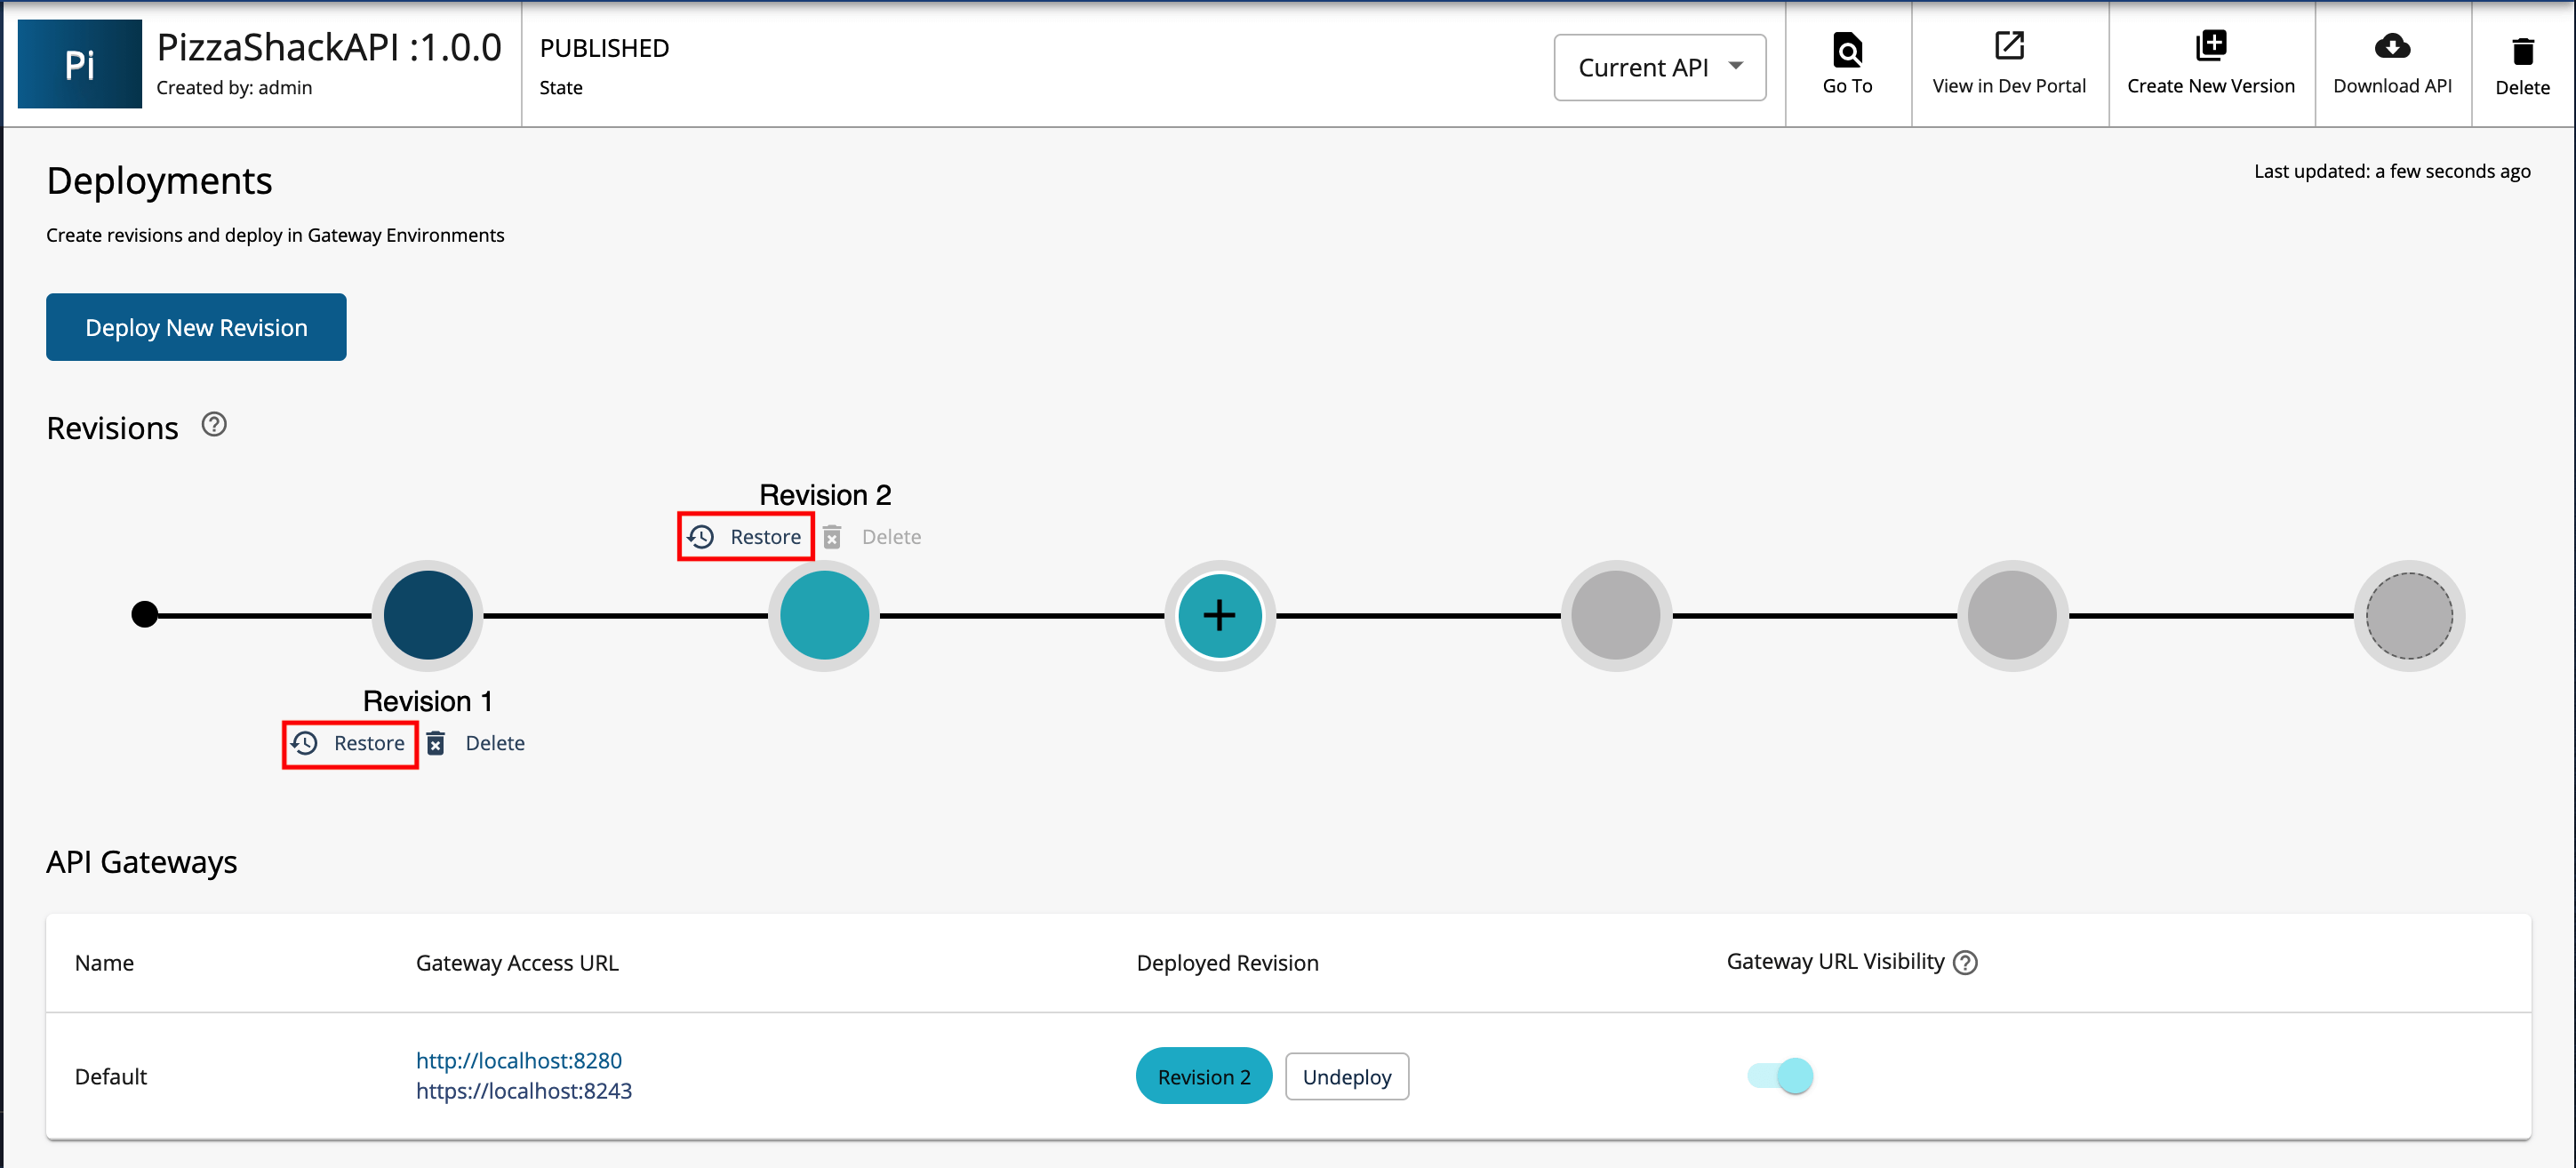 Pi
PizzaShackAPI :1.0.0
Created by: admin
PUBLISHED
State
Current API
Go To
View in Dev Portal
Create New Version
Download API
Delete
Deployments
Last updated: a few seconds ago
Create revisions and deploy in Gateway Environments
Deploy New Revision
Revisions
Revision 2
Restore Delete
Revision 1
Restore Delete
API Gateways
Name Gateway Access URL Deployed Revision Gateway URL Visibility
Default
http://localhost:8280
https://localhost:8243
Revision 2 Undeploy